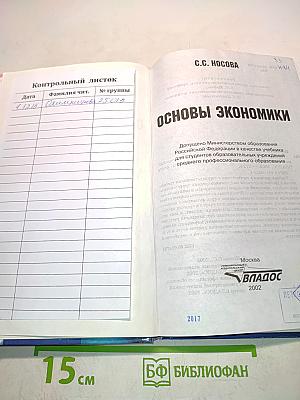 Контрольный листок
Дата
Фамилия чит.
№ группы
С.С. НОСОВА
ОСНОВЫ ЭКОНОМИКИ
Допущено Министерством образования
Российской Федерации в качестве учебника
для студентов образовательных учреждений
среднего профессионального образования
Москва
ВЛАДОС
2002
2017
15 см
БФ БИБЛИОФАН